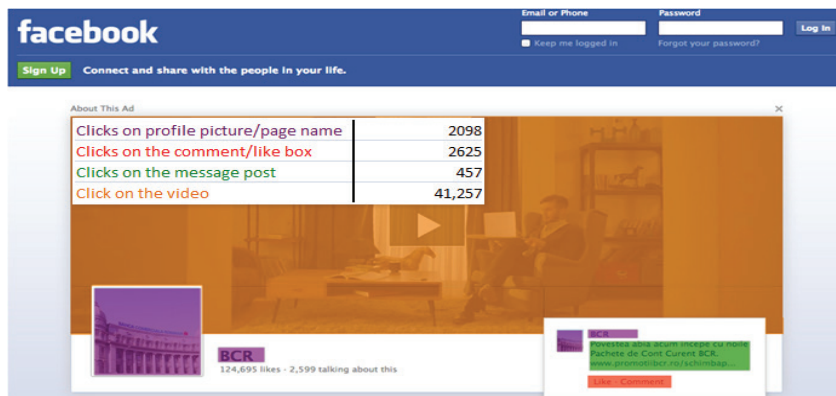 Email or Phone Password
facebook Log In
Keep me logged in Forgot your password?
Sign Up Connect and share with the people in your life.
About This Ad ×
Clicks on profile picture/page name 2098
Clicks on the comment/like box 2625
Clicks on the message post 457
Click on the video 41,257
BCR
124,695 likes - 2,599 talking about this
BCR
Povestea abia acum incepe cu noile
Pachete de Cont Curent BCR.
www.promotiibcr.ro/schimbap...
Like - Comment